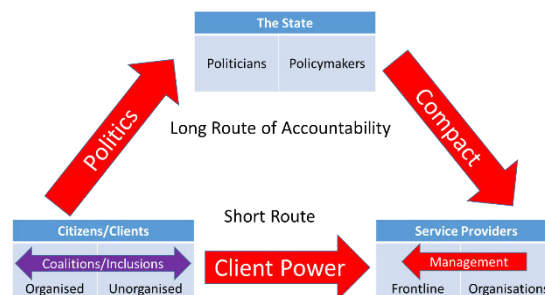 The State
Politicians Policymakers
Politics
Compact
Long Route of Accountability
Short Route
Citizens/Clients
Coalitions/Inclusions
Organised Unorganised
Client Power
Service Providers
Management
Frontline Organisations